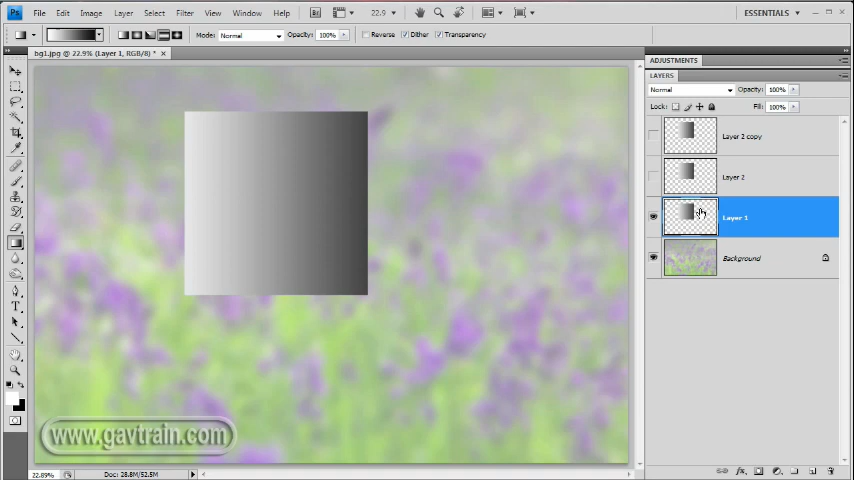 Ps File Edit Image Layer Select Filter View Window Help Br 22.9 ESSENTIALS
Mode: Normal Opacity: 100% Reverse Dither Transparency
bg1.jpg @ 22.9% (Layer 1, RGB/8) *
ADJUSTMENTS
LAYERS
Normal Opacity: 100%
Lock: Fill: 100%
Layer 2 copy
Layer 2
Layer 1
Background
www.gavtrain.com
22.89% Doc: 28.8M/52.5M